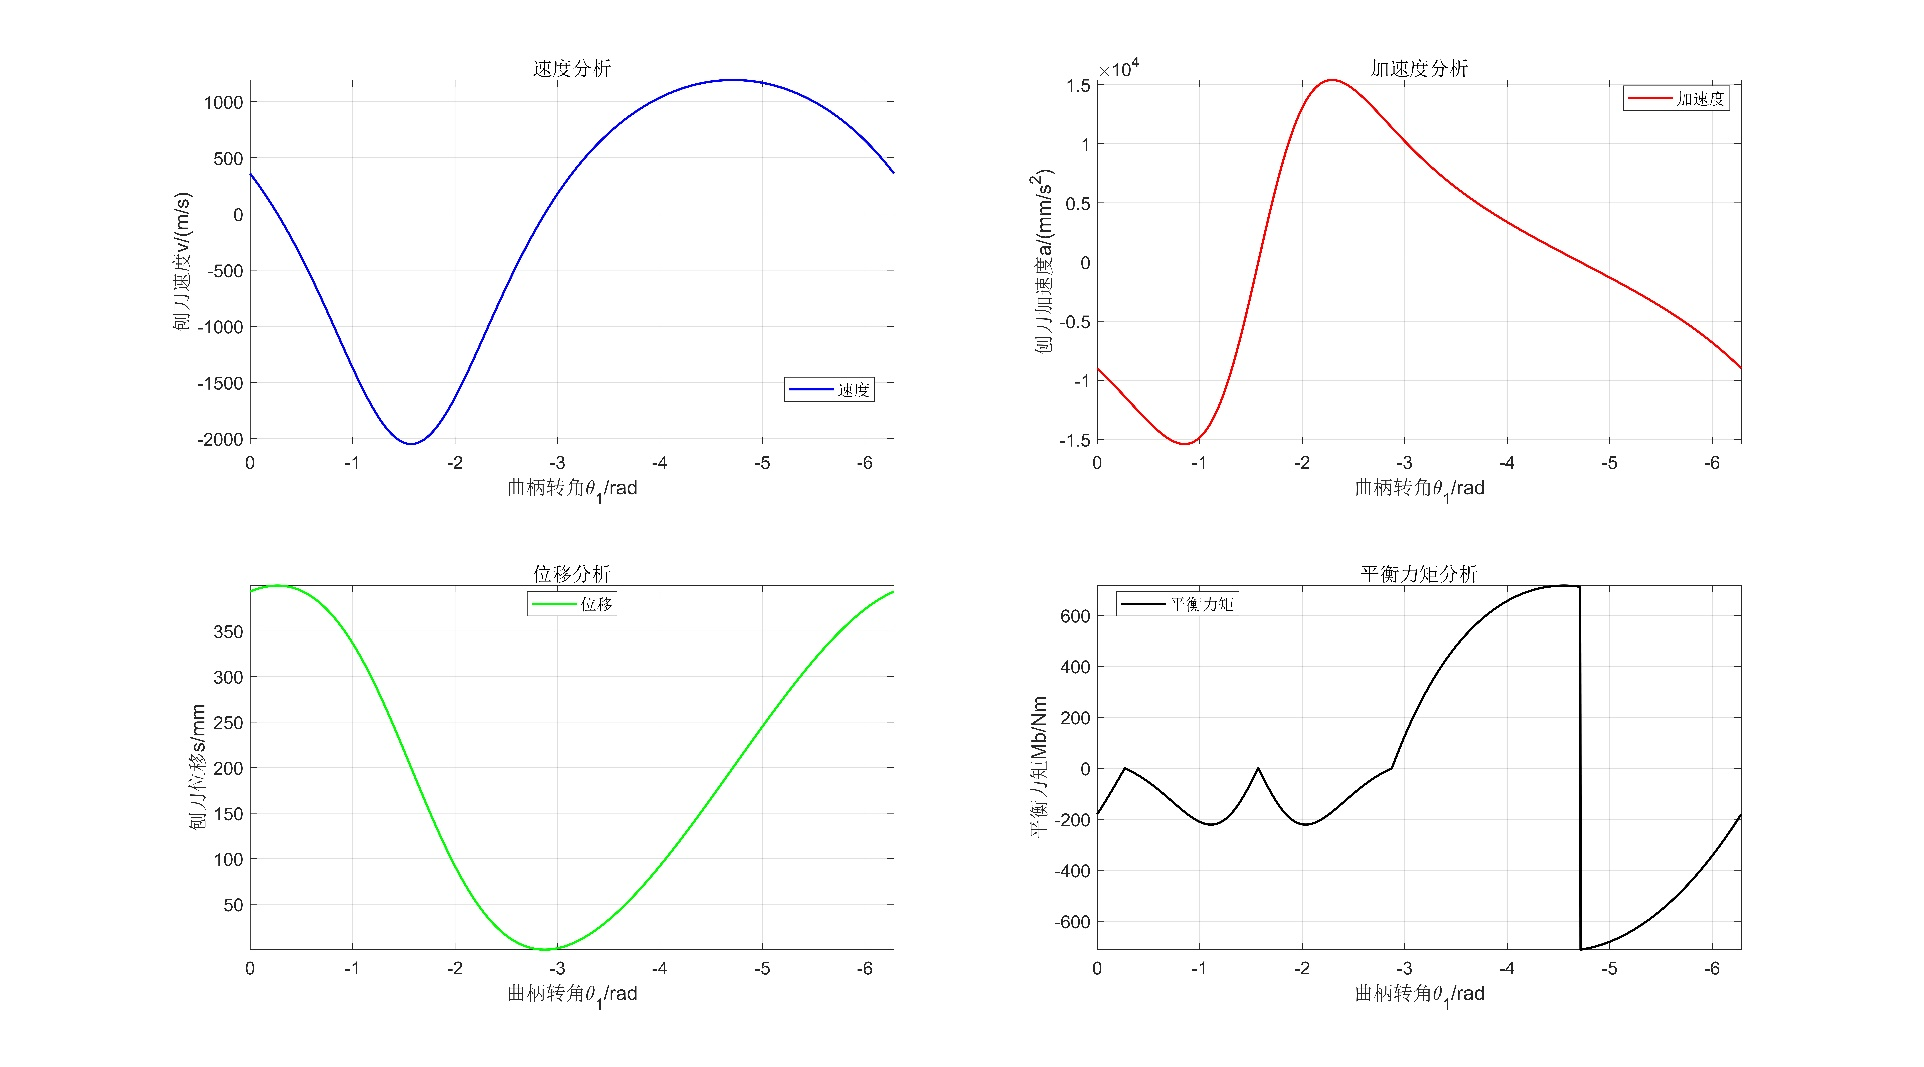 速度分析
1000
500
0
-500
-1000
-1500
-2000
刨刀速度v/(m/s)
速度
0 -1 -2 -3 -4 -5 -6
曲柄转角θ1/rad
加速度分析
×10^4
1.5
1
0.5
0
-0.5
-1
-1.5
刨刀加速度a/(mm/s^2)
加速度
0 -1 -2 -3 -4 -5 -6
曲柄转角θ1/rad
位移分析
350
300
250
200
150
100
50
刨刀位移s/mm
位移
0 -1 -2 -3 -4 -5 -6
曲柄转角θ1/rad
平衡力矩分析
600
400
200
0
-200
-400
-600
平衡力矩Mb/Nm
平衡力矩
0 -1 -2 -3 -4 -5 -6
曲柄转角θ1/rad